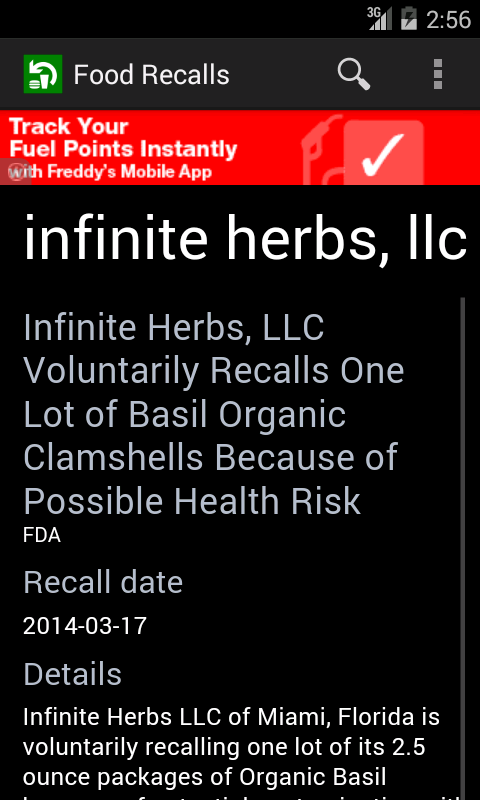 3G 2:56
Food Recalls
Track Your
Fuel Points Instantly
with Freddy's Mobile App
infinite herbs, llc
Infinite Herbs, LLC
Voluntarily Recalls One
Lot of Basil Organic
Clamshells Because of
Possible Health Risk
FDA
Recall date
2014-03-17
Details
Infinite Herbs LLC of Miami, Florida is
voluntarily recalling one lot of its 2.5
ounce packages of Organic Basil